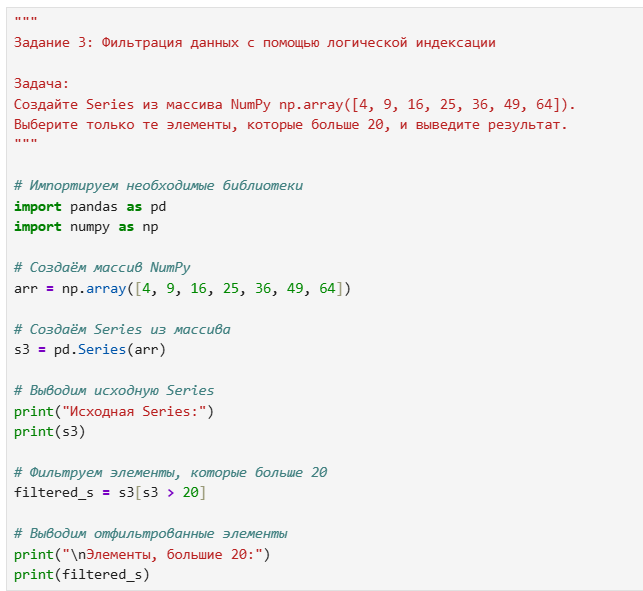 """
Задание 3: Фильтрация данных с помощью логической индексации
Задача:
Создайте Series из массива NumPy np.array([4, 9, 16, 25, 36, 49, 64]).
Выберите только те элементы, которые больше 20, и выведите результат.
"""
# Импортируем необходимые библиотеки
import pandas as pd
import numpy as np
# Создаём массив NumPy
arr = np.array([4, 9, 16, 25, 36, 49, 64])
# Создаём Series из массива
s3 = pd.Series(arr)
# Выводим исходную Series
print("Исходная Series:")
print(s3)
# Фильтруем элементы, которые больше 20
filtered_s = s3[s3 > 20]
# Выводим отфильтрованные элементы
print("\nЭлементы, большие 20:")
print(filtered_s)